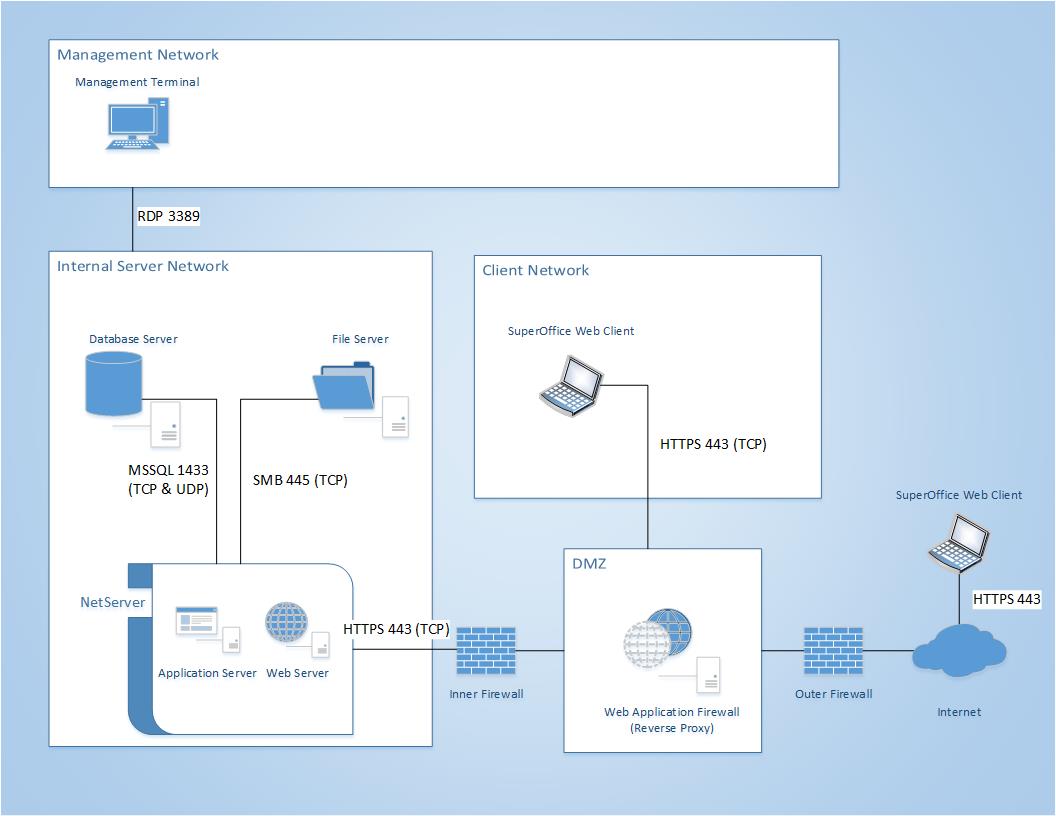 Management Network
Management Terminal
RDP 3389
Internal Server Network
Database Server
File Server
MSSQL 1433
(TCP & UDP)
SMB 445 (TCP)
NetServer
Application Server
Web Server
HTTPS 443 (TCP)
Inner Firewall
Client Network
SuperOffice Web Client
HTTPS 443 (TCP)
DMZ
Web Application Firewall
(Reverse Proxy)
Outer Firewall
SuperOffice Web Client
HTTPS 443
Internet